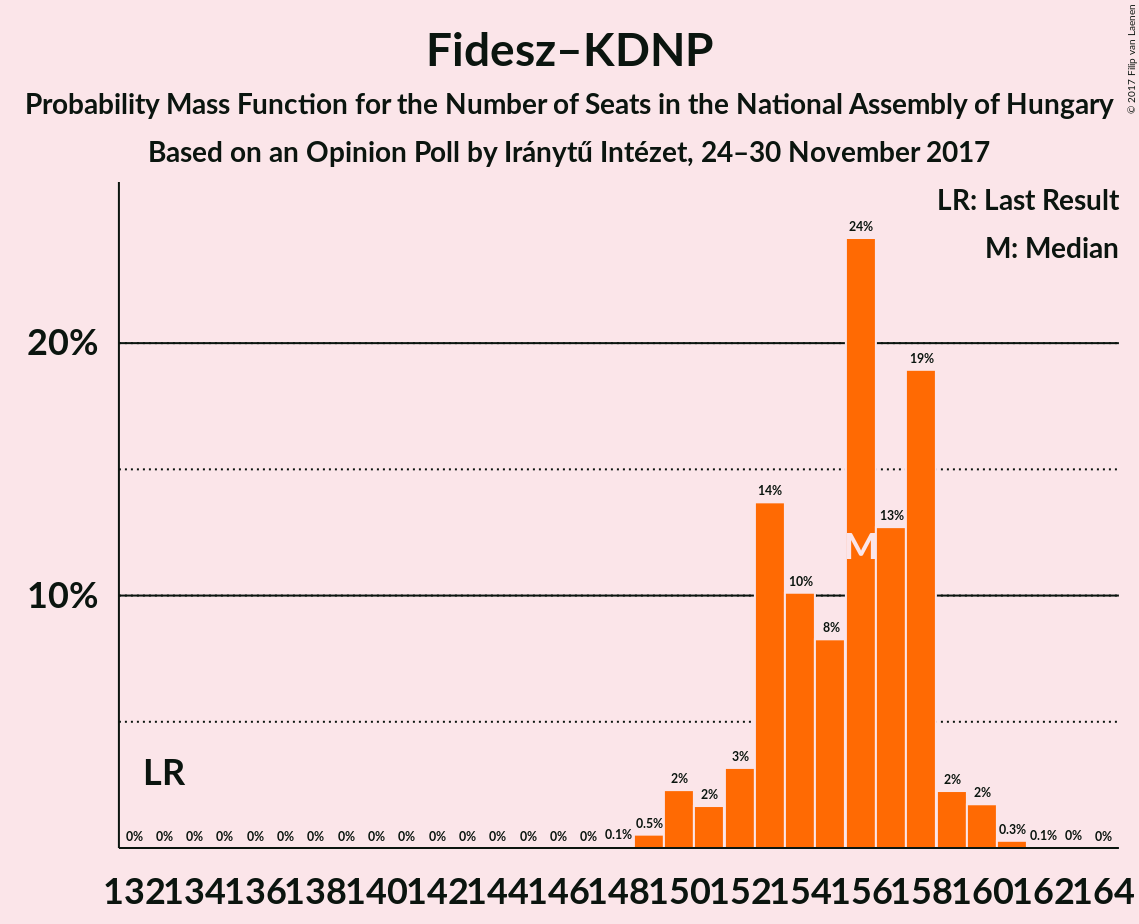 Fidesz–KDNP
Probability Mass Function for the Number of Seats in the National Assembly of Hungary
Based on an Opinion Poll by Iránytű Intézet, 24–30 November 2017
© 2017 Filip van Laenen
LR: Last Result
M: Median
20%
10%
LR
M
0% 0% 0% 0% 0% 0% 0% 0% 0% 0% 0% 0% 0% 0% 0% 0% 0.1% 0.5% 2% 2% 3% 14% 10% 8% 24% 13% 19% 2% 2% 0.3% 0.1% 0% 0%
132 134 136 138 140 142 144 146 148 150 152 154 156 158 160 162 164